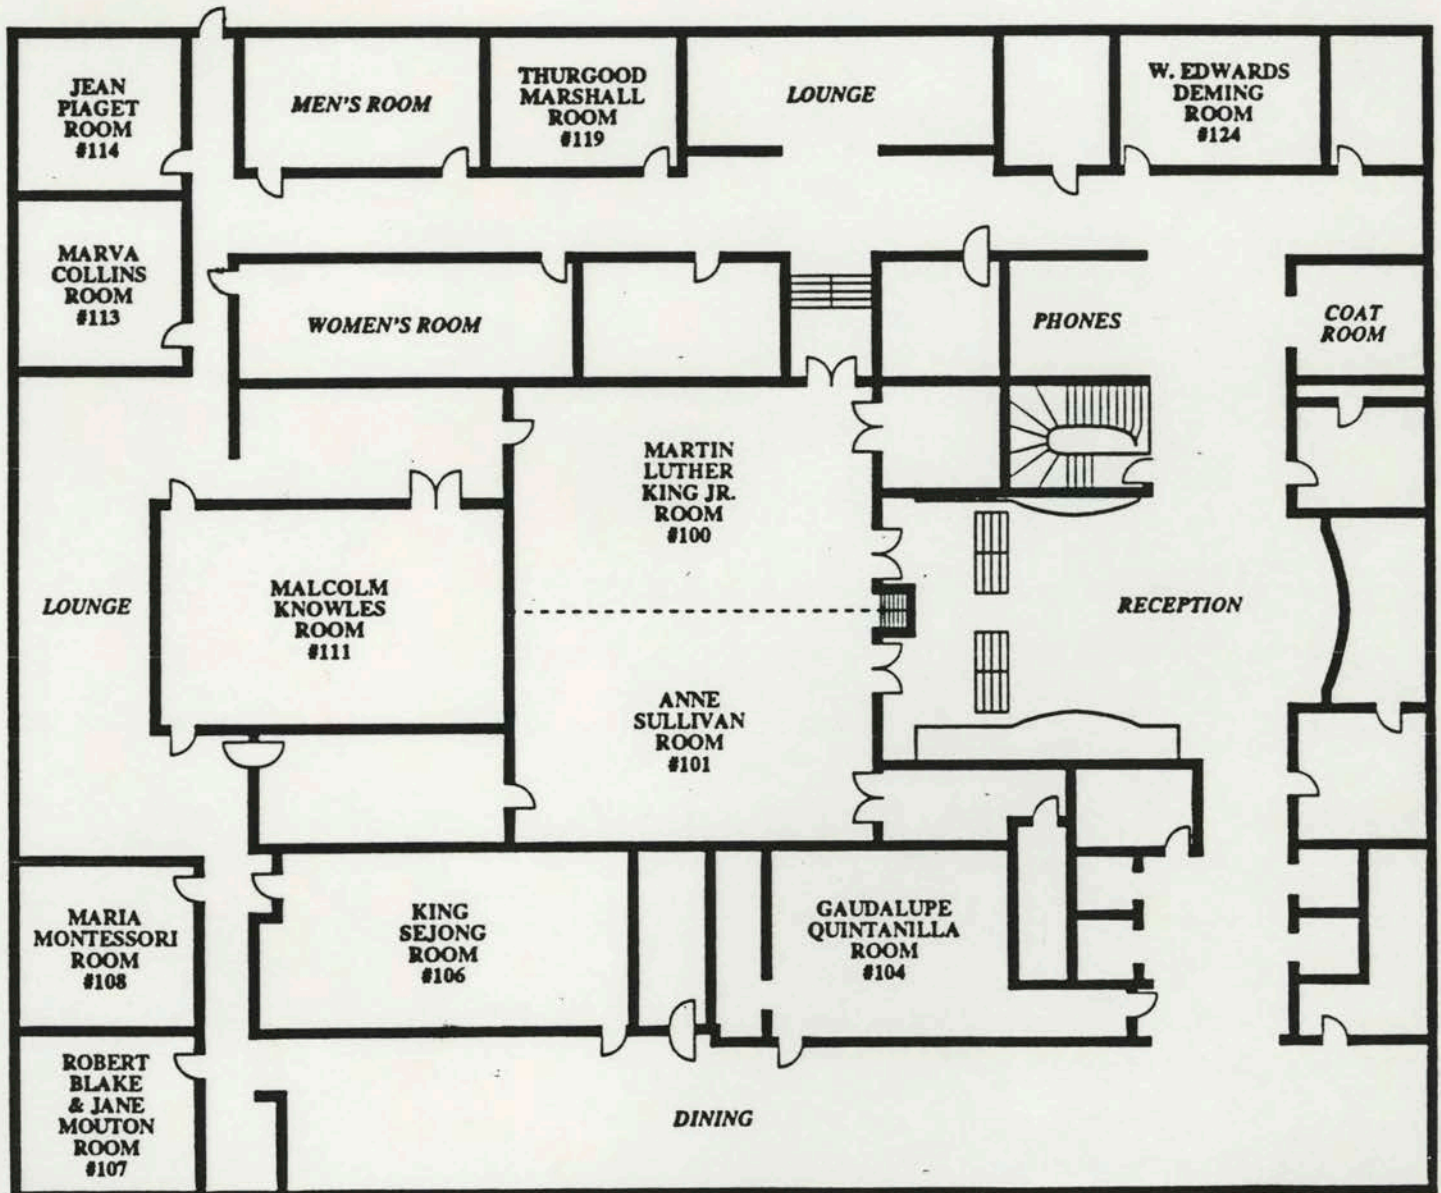 JEAN
PIAGET
ROOM
#114
MEN'S ROOM
THURGOOD
MARSHALL
ROOM
#119
LOUNGE
W. EDWARDS
DEMING
ROOM
#124
MARVA
COLLINS
ROOM
#113
WOMEN'S ROOM
PHONES
COAT
ROOM
MARTIN
LUTHER
KING JR.
ROOM
#100
LOUNGE
MALCOLM
KNOWLES
ROOM
#111
RECEPTION
ANNE
SULLIVAN
ROOM
#101
MARIA
MONTESSORI
ROOM
#108
KING
SEJONG
ROOM
#106
GAUDALUPE
QUINTANILLA
ROOM
#104
ROBERT
BLAKE
& JANE
MOUTON
ROOM
#107
DINING